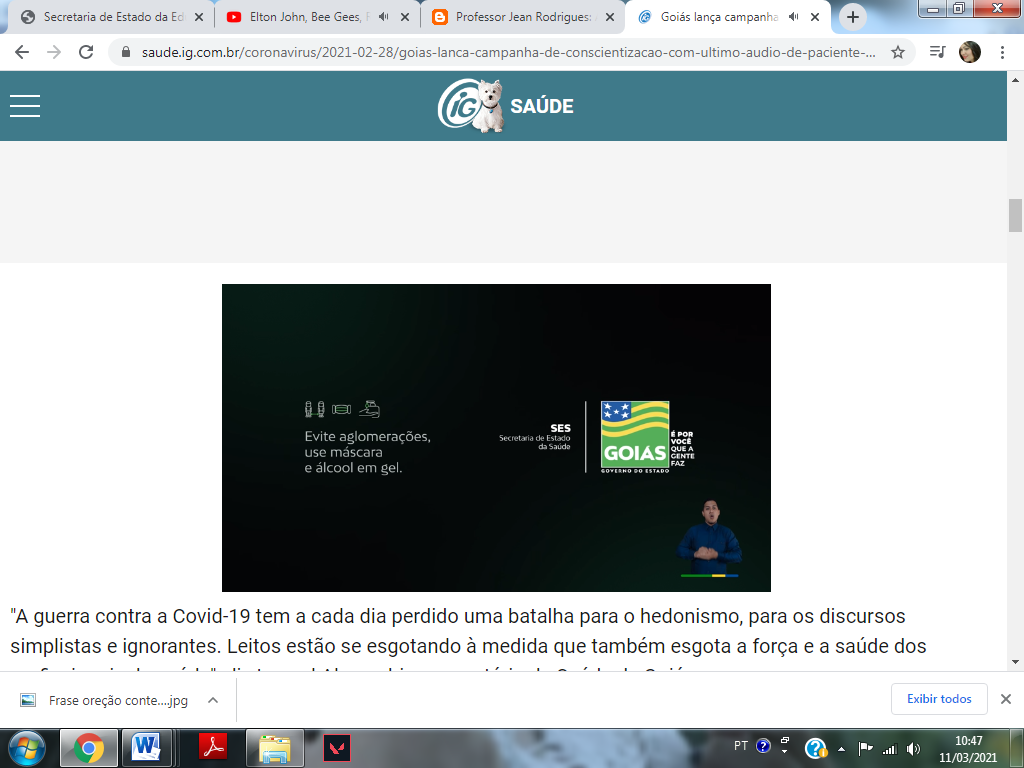 Secretaria de Estado da Ed
Elton John, Bee Gees, F
Professor Jean Rodrigues:
Goiás lança campanha
saude.ig.com.br/coronavirus/2021-02-28/goias-lanca-campanha-de-conscientizacao-com-ultimo-audio-de-paciente-...
iG SAÚDE
Evite aglomerações,
use máscara
e álcool em gel.
SES
Secretaria de Estado
da Saúde
GOIÁS
GOVERNO DO ESTADO
É POR
VOCÊ
QUE A
GENTE
FAZ
"A guerra contra a Covid-19 tem a cada dia perdido uma batalha para o hedonismo, para os discursos
simplistas e ignorantes. Leitos estão se esgotando à medida que também esgota a força e a saúde dos
Frase oreção conte....jpg
Exibir todos
PT
10:47
11/03/2021